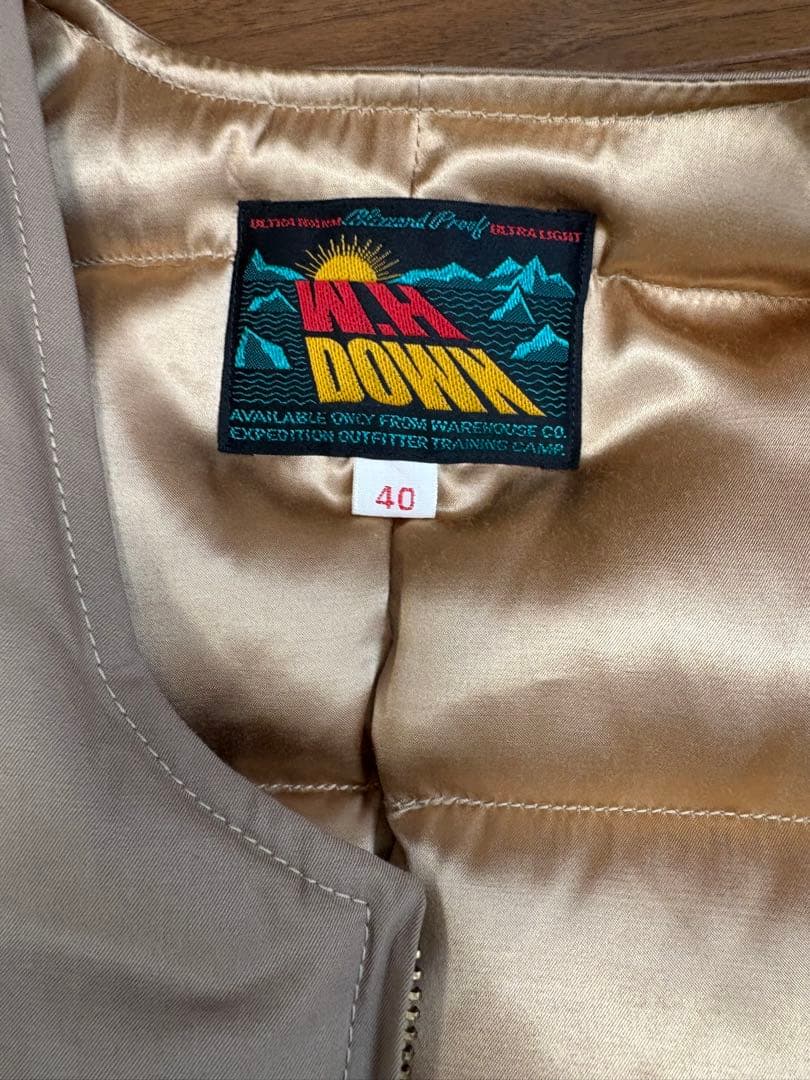 ULTRA WARM Blizzard Proof ULTRA LIGHT
W.H
DOWN
AVAILABLE ONLY FROM WAREHOUSE CO.
EXPEDITION OUTFITTER TRAINING CAMP.
40